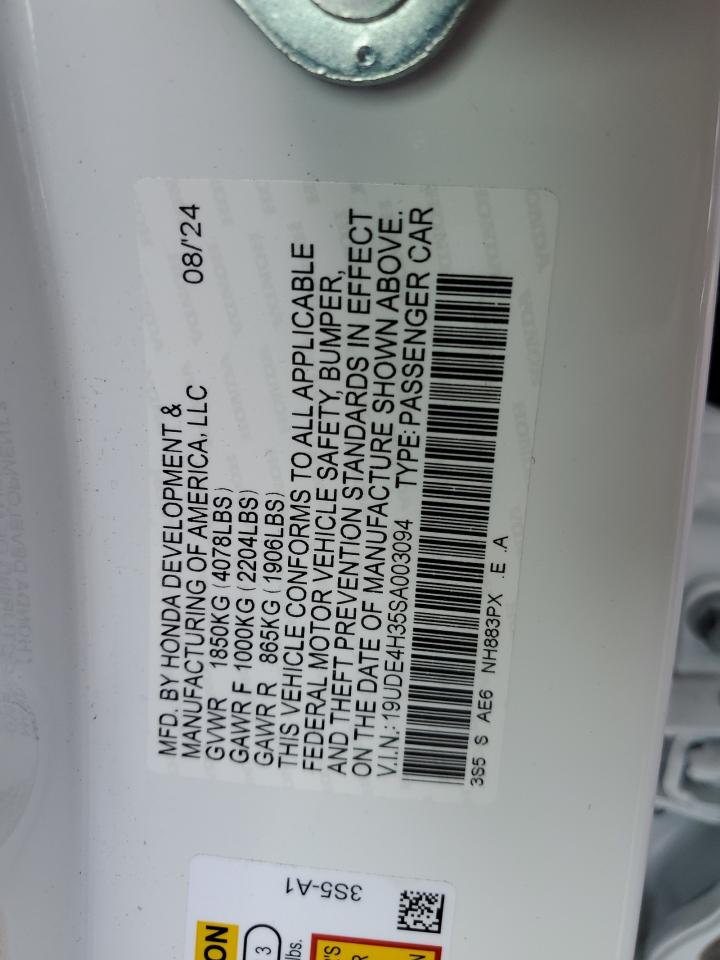 MFD. BY HONDA DEVELOPMENT &
MANUFACTURING OF AMERICA, LLC 08/'24
GVWR 1850KG (4078LBS)
GAWR F 1000KG (2204LBS)
GAWR R 865KG (1906LBS)
THIS VEHICLE CONFORMS TO ALL APPLICABLE
FEDERAL MOTOR VEHICLE SAFETY, BUMPER,
AND THEFT PREVENTION STANDARDS IN EFFECT
ON THE DATE OF MANUFACTURE SHOWN ABOVE.
V.I.N.:19UDE4H35SA003094 TYPE:PASSENGER CAR
3S5 S AE6 NH883PX .E .A
3S5-A1
3
lbs.